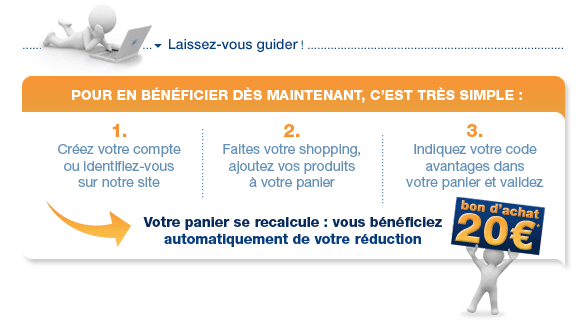 Laissez-vous guider !
POUR EN BÉNÉFICIER DÈS MAINTENANT, C'EST TRÈS SIMPLE :
1.
Créez votre compte
ou identifiez-vous
sur notre site
2.
Faites votre shopping,
ajoutez vos produits
à votre panier
3.
Indiquez votre code
avantages dans
votre panier et validez
Votre panier se recalcule : vous bénéficiez
automatiquement de votre réduction
bon d'achat
20€*